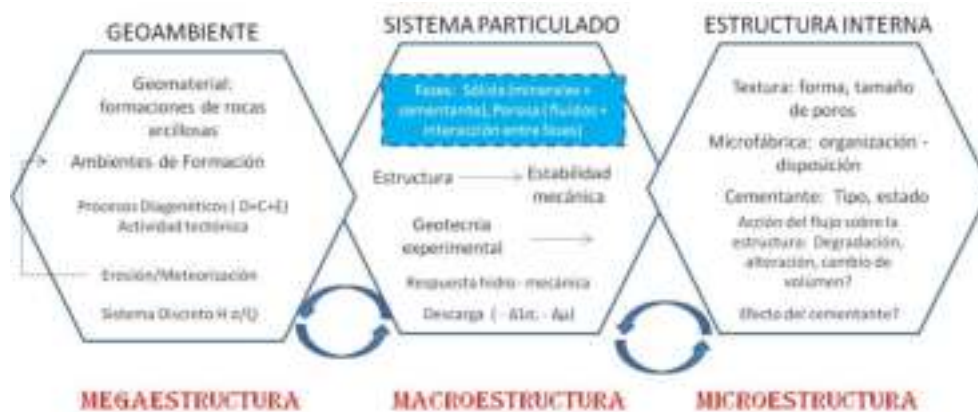 GEOAMBIENTE
Geomaterial:
formaciones de rocas
arcillosas
Ambientes de Formación
Procesos Diagenéticos ( D+C+E)
Actividad tectónica
Erosión/Meteorización
Sistema Discreto H σ/Q
MEGAESTRUCTURA
SISTEMA PARTICULADO
Fases: Sólida (minerales +
cementante), Porosa ( fluidos +
interacción entre fases)
Estructura
Estabilidad
mecánica
Geotecnia
experimental
Respuesta hidro - mecánica
Descarga
MACROESTRUCTURA
ESTRUCTURA INTERNA
Textura: forma, tamaño
de poros
Microfábrica: organización -
disposición
Cementante: Tipo, estado
Acción del flujo sobre la
estructura: Degradación,
alteración, cambio de
volúmen?
Efecto del cementante?
MICROESTRUCTURA